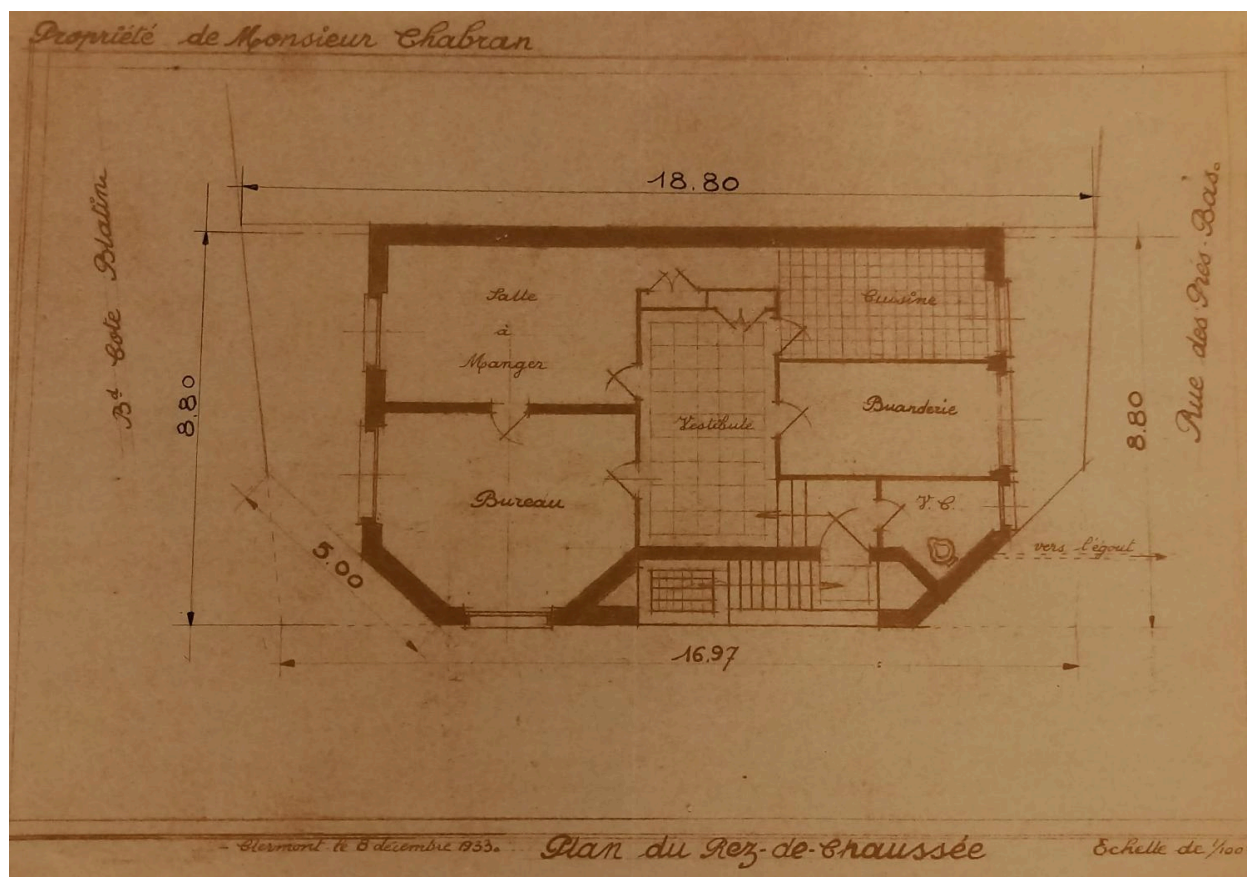 Propriété de Monsieur Chabran
18.80
Bd Cote Blatin.
Rue des Prés-Bas.
8.80
8.80
Salle
à
Manger
Cuisine
Vestibule
Buanderie
Bureau
W.C.
vers l'égout
5.00
16.97
- Clermont le 8 décembre 1933.
Plan du Rez-de-Chaussée
Echelle de 1/100